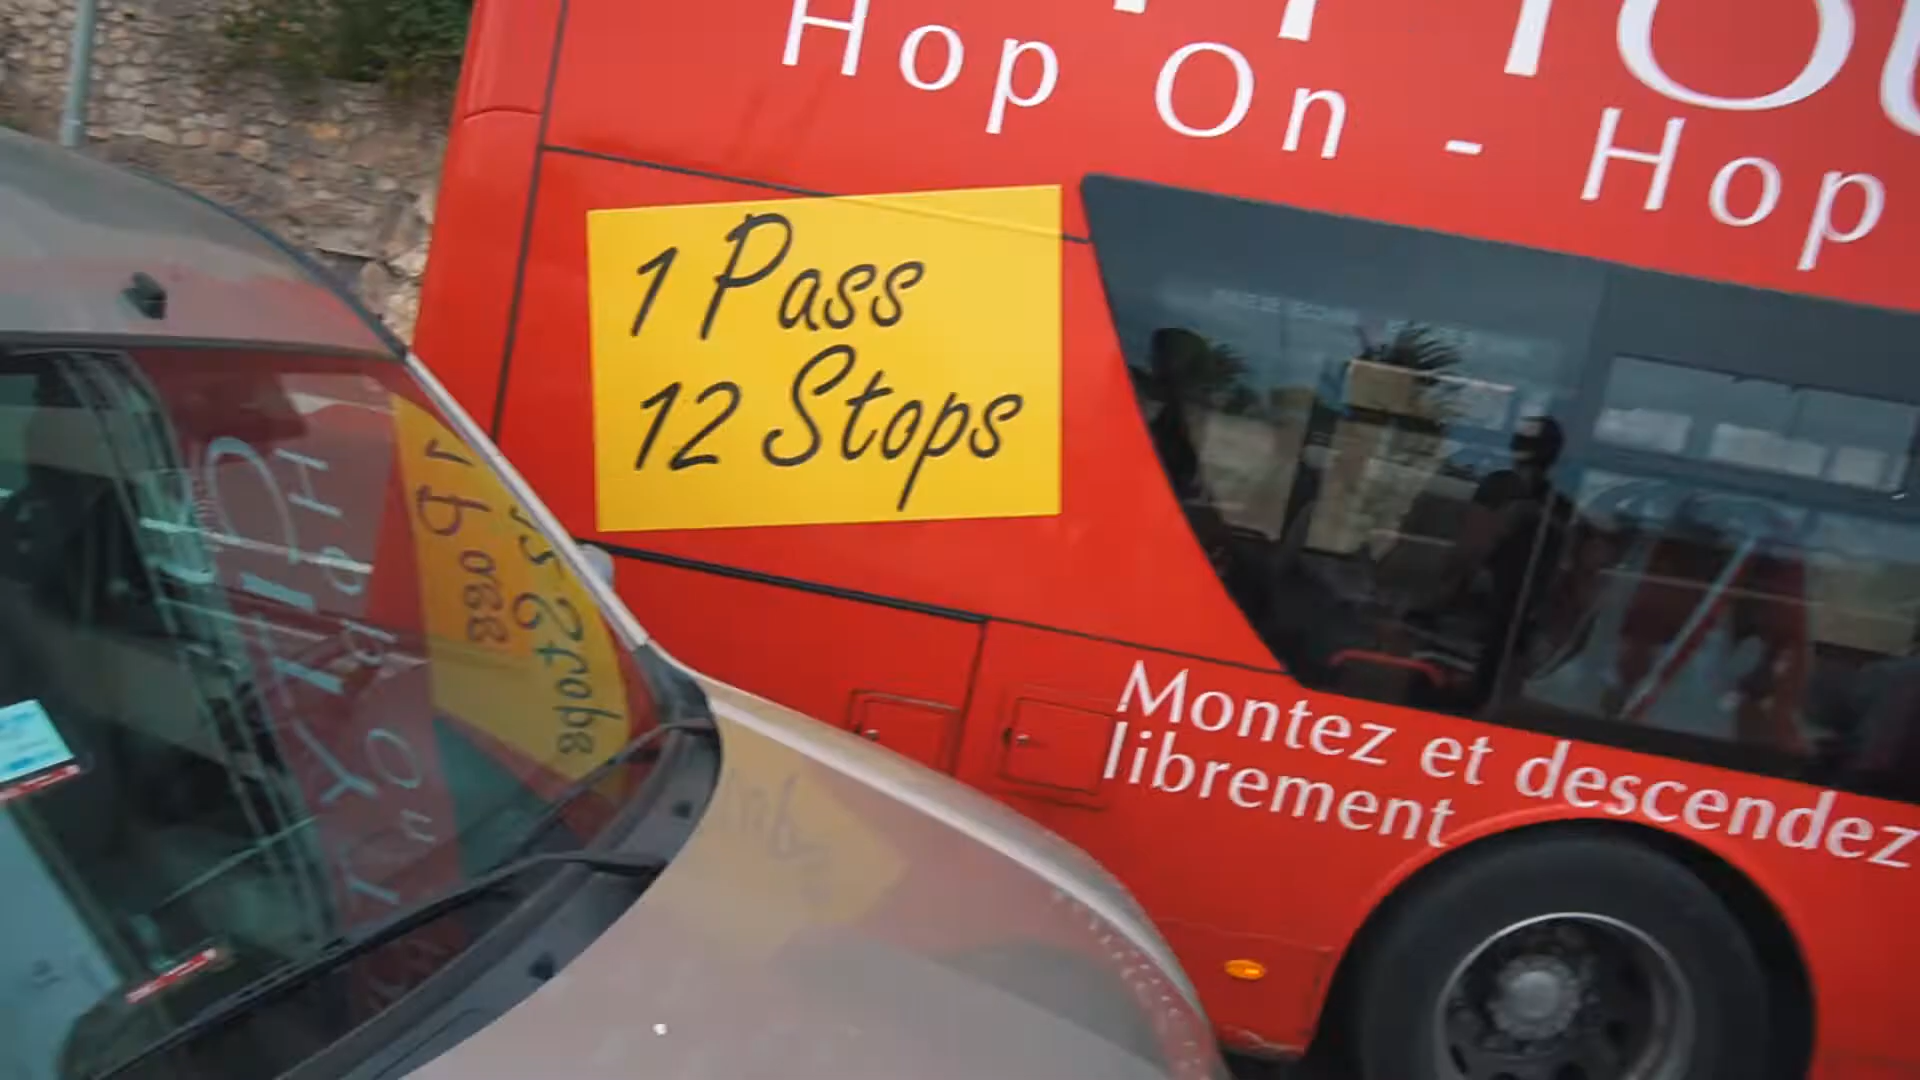 Hop On - Hop
1 Pass
12 Stops
Montez et descendez
librement